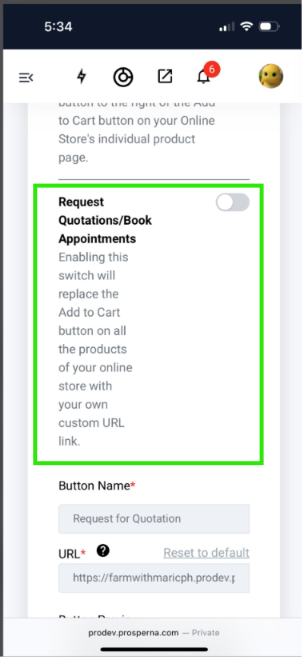 5:34
6
button to the right of the Add
to Cart button on your Online
Store's individual product
page.
Request
Quotations/Book
Appointments
Enabling this
switch will
replace the
Add to Cart
button on all
the products
of your online
store with
your own
custom URL
link.
Button Name*
Request for Quotation
URL* ? Reset to default
https://farmwithmaricph.prodev.p
prodev.prosperna.com — Private